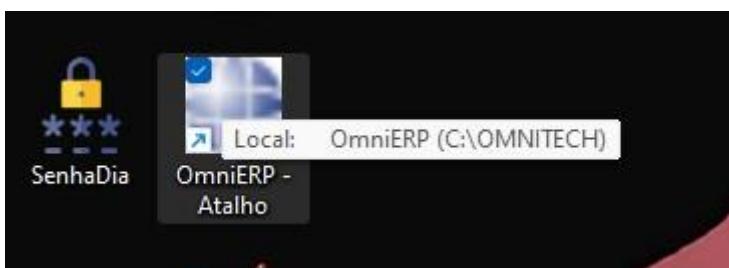 ***
SenhaDia
Local: OmniERP (C:\OMNITECH)
OmniERP -
Atalho